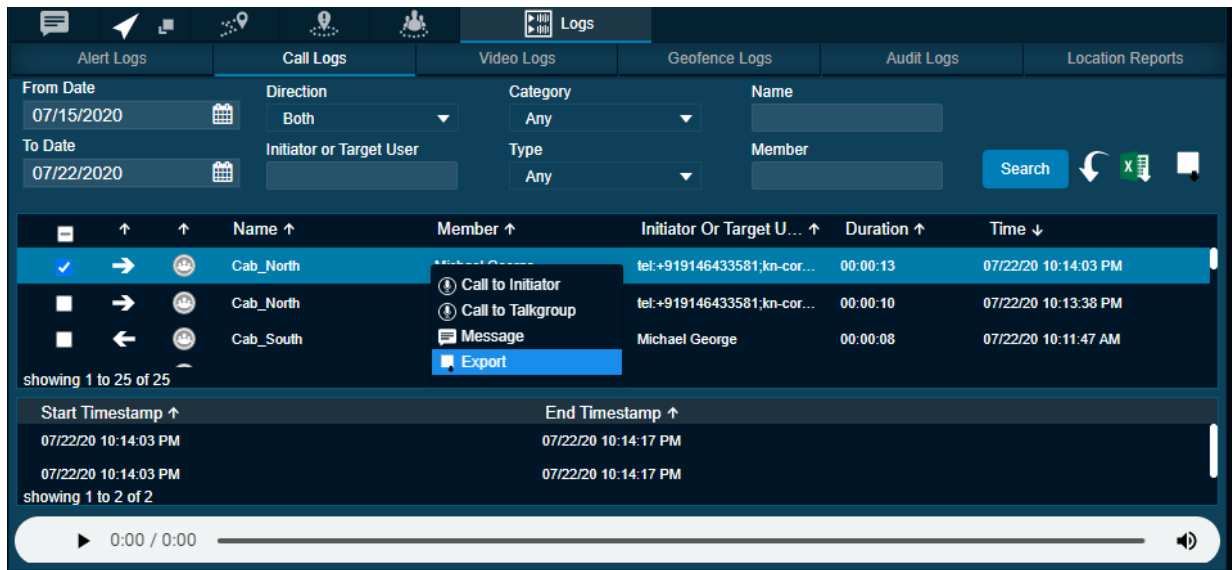 Logs
Alert Logs Call Logs Video Logs Geofence Logs Audit Logs Location Reports
From Date Direction Category Name
07/15/2020 Both Any
To Date Initiator or Target User Type Member
07/22/2020 Any Search
Name ↑ Member ↑ Initiator Or Target U... ↑ Duration ↑ Time ↓
Cab_North Michael George tel:+919146433581;kn-cor... 00:00:13 07/22/20 10:14:03 PM
Call to Initiator
Cab_North Call to Talkgroup tel:+919146433581;kn-cor... 00:00:10 07/22/20 10:13:38 PM
Cab_South Message Michael George 00:00:08 07/22/20 10:11:47 AM
Export
showing 1 to 25 of 25
Start Timestamp ↑ End Timestamp ↑
07/22/20 10:14:03 PM 07/22/20 10:14:17 PM
07/22/20 10:14:03 PM 07/22/20 10:14:17 PM
showing 1 to 2 of 2
0:00 / 0:00